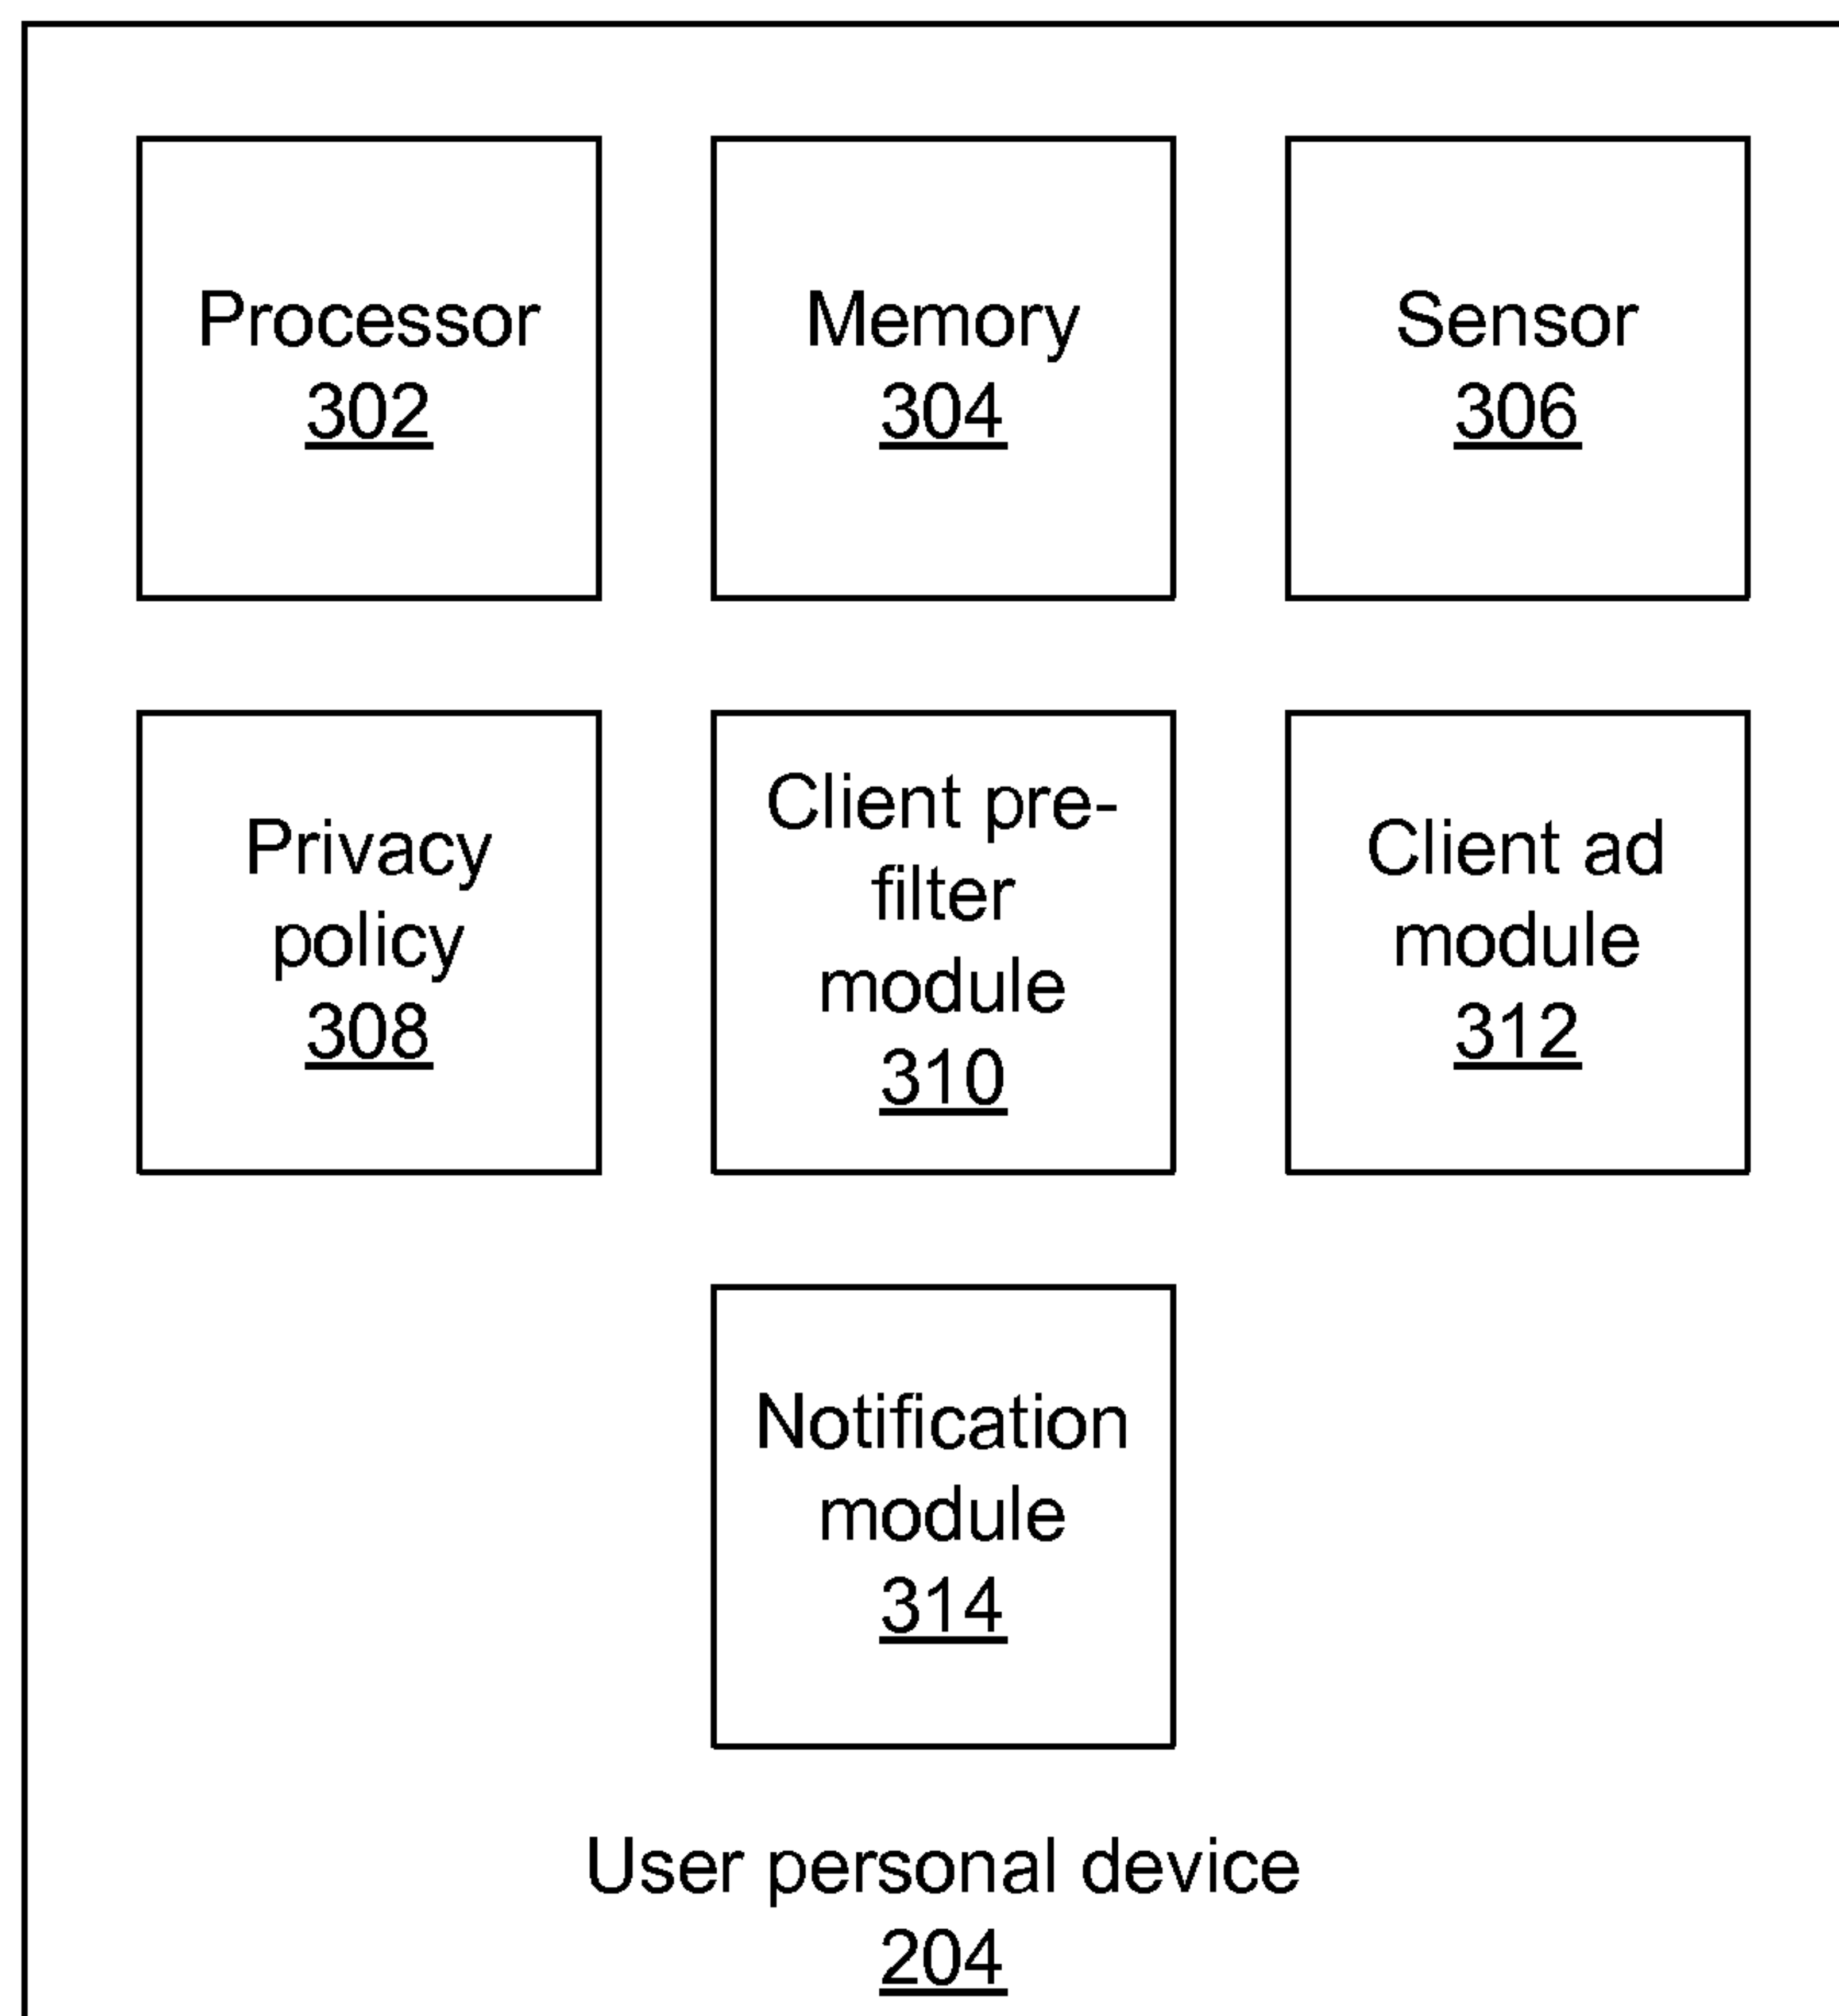 Processor
302
Memory
304
Sensor
306
Privacy
policy
308
Client pre-
filter
module
310
Client ad
module
312
Notification
module
314
User personal device
204